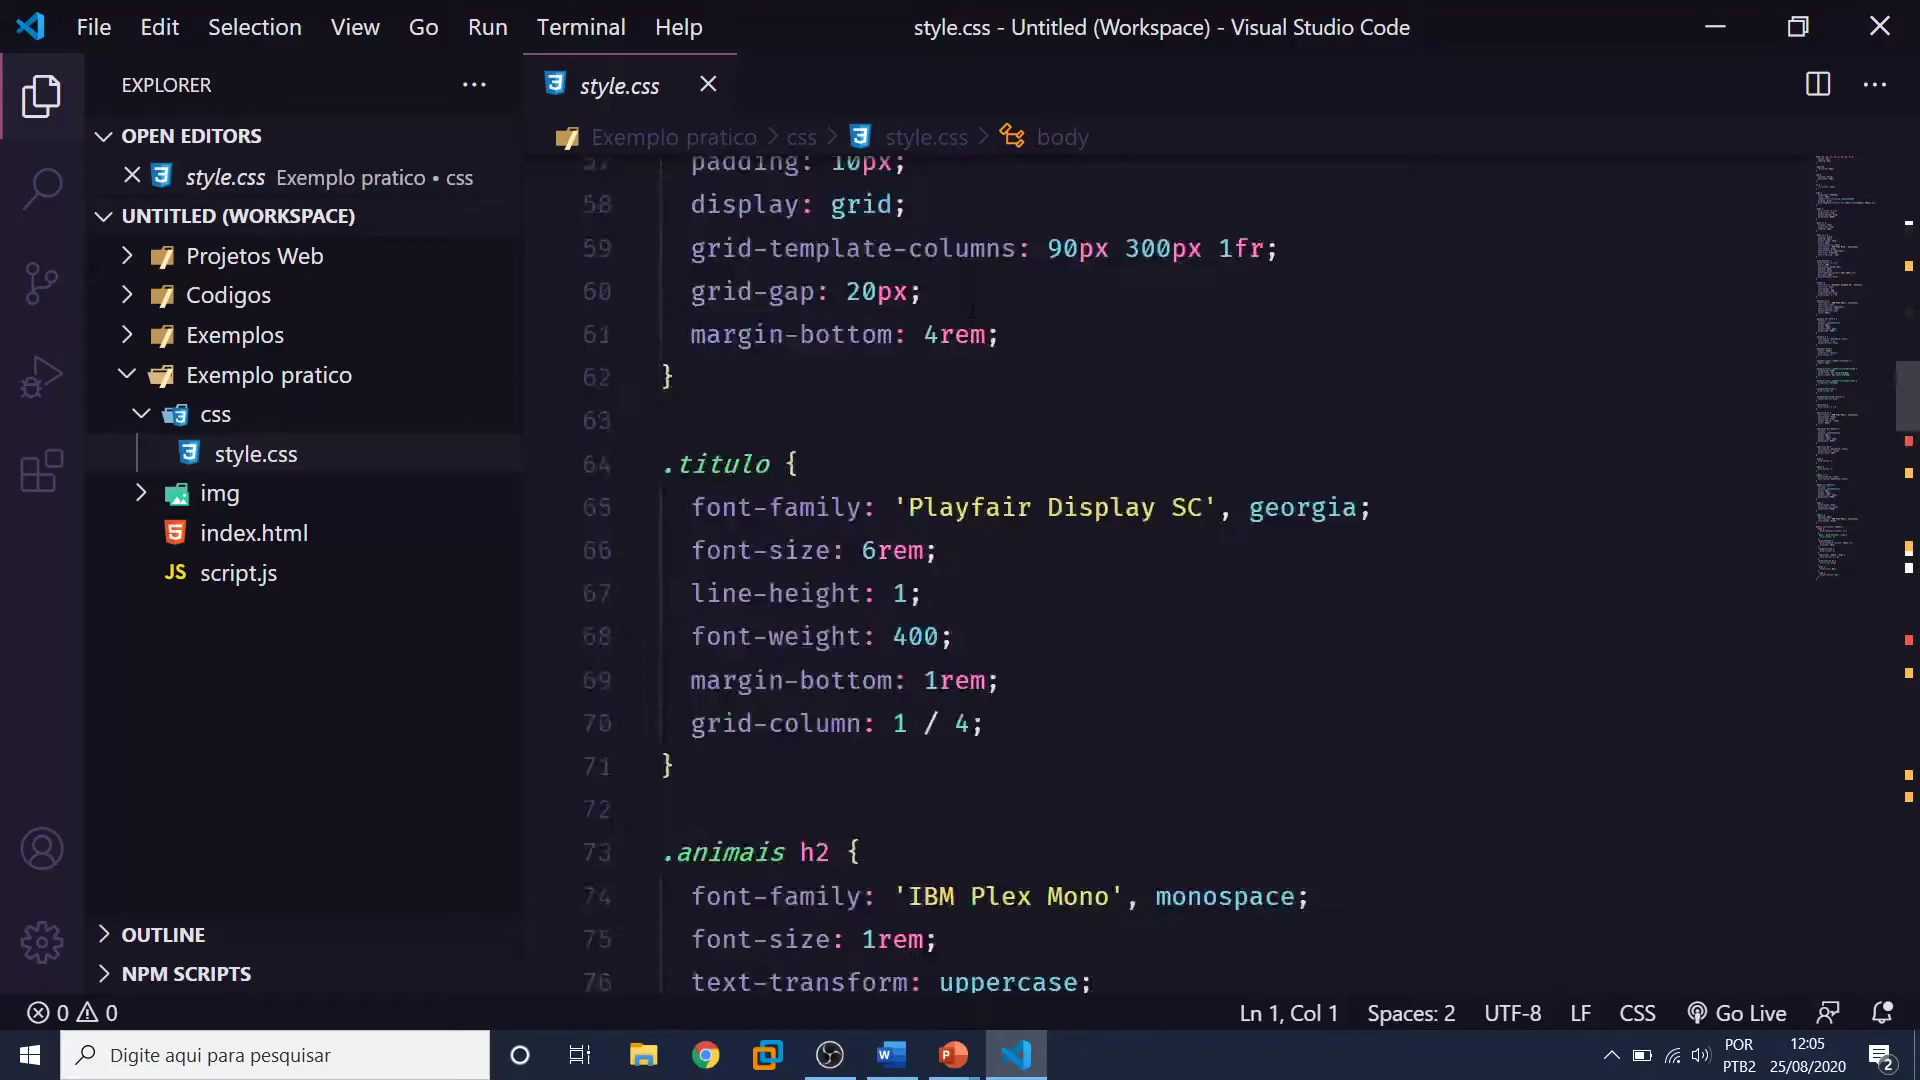 File Edit Selection View Go Run Terminal Help
style.css - Untitled (Workspace) - Visual Studio Code
EXPLORER
OPEN EDITORS
style.css Exemplo pratico • css
UNTITLED (WORKSPACE)
Projetos Web
Codigos
Exemplos
Exemplo pratico
css
style.css
img
index.html
JS script.js
OUTLINE
NPM SCRIPTS
style.css
Exemplo pratico > css > style.css > body
57 padding: 10px;
58 display: grid;
59 grid-template-columns: 90px 300px 1fr;
60 grid-gap: 20px;
61 margin-bottom: 4rem;
62 }
63
64 .titulo {
65 font-family: 'Playfair Display SC', georgia;
66 font-size: 6rem;
67 line-height: 1;
68 font-weight: 400;
69 margin-bottom: 1rem;
70 grid-column: 1 / 4;
71 }
72
73 .animais h2 {
74 font-family: 'IBM Plex Mono', monospace;
75 font-size: 1rem;
76 text-transform: uppercase;
0 0
Ln 1, Col 1 Spaces: 2 UTF-8 LF CSS Go Live
Digite aqui para pesquisar
POR
PTB2
12:05
25/08/2020
2